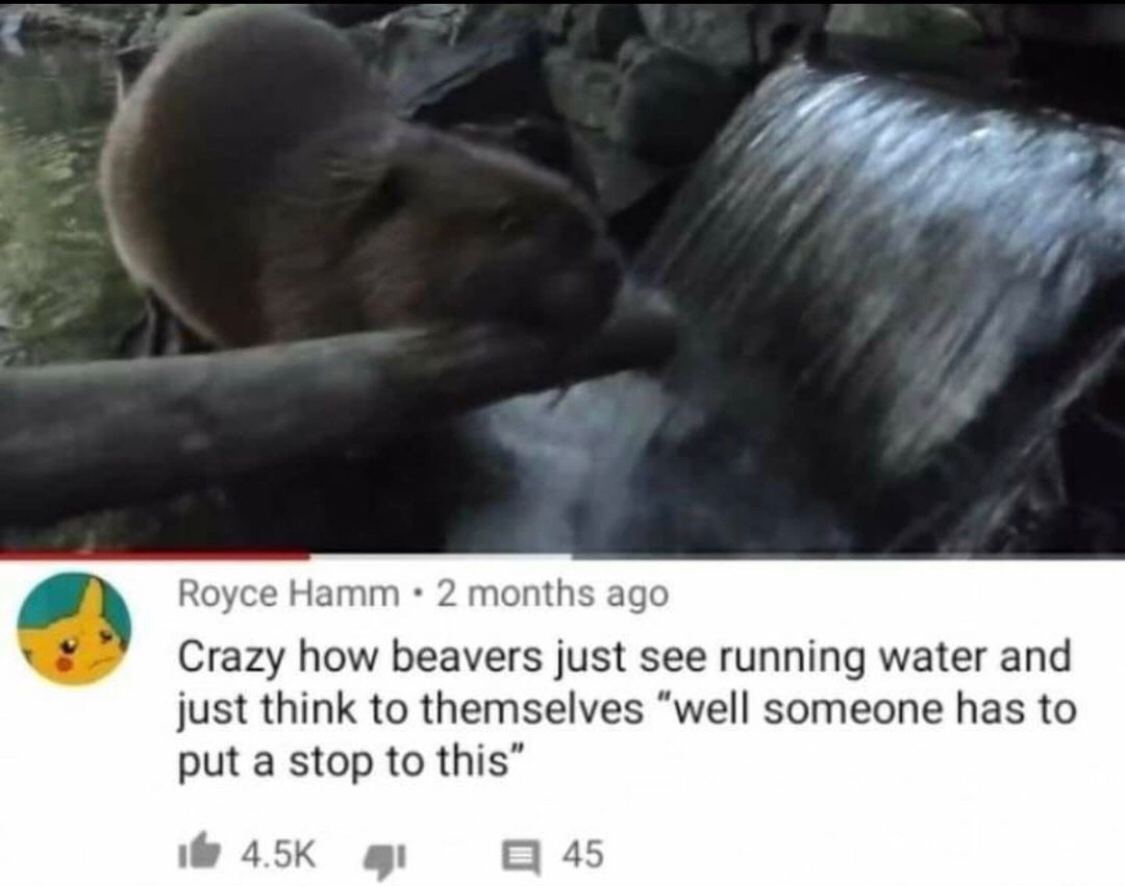 Royce Hamm • 2 months ago
Crazy how beavers just see running water and
just think to themselves "well someone has to
put a stop to this"
4.5K 45